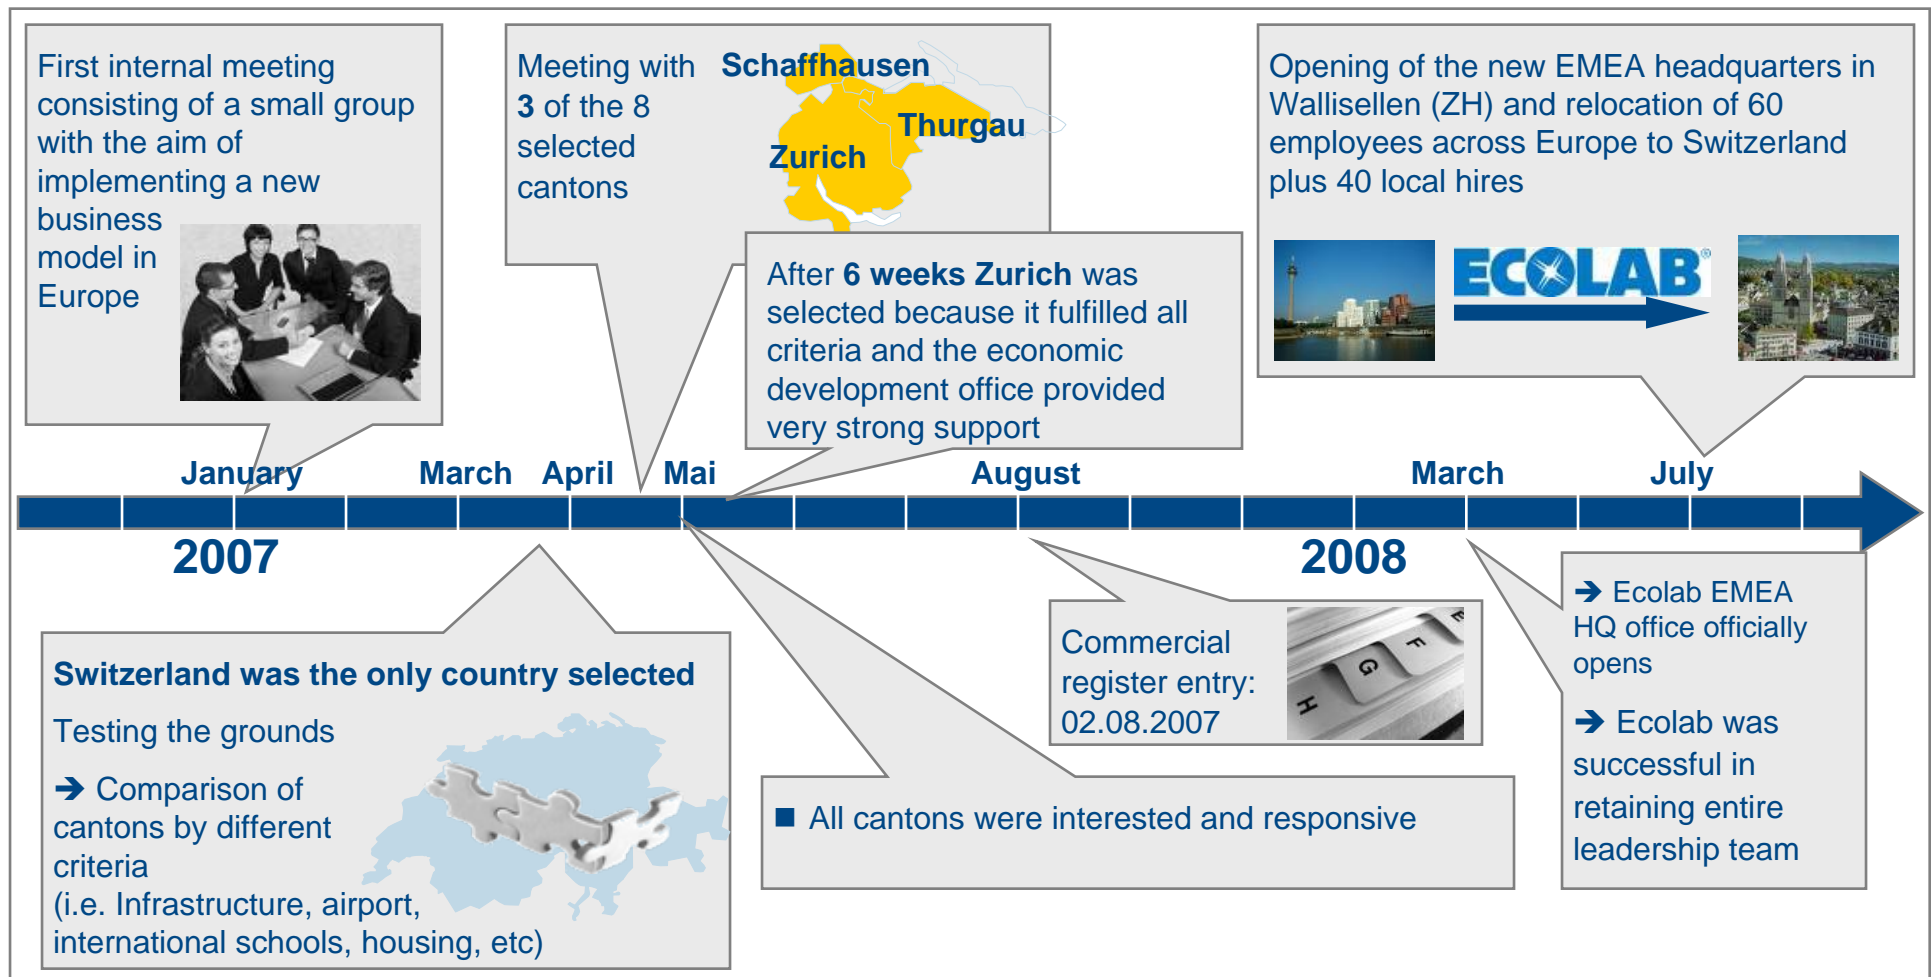 First internal meeting
consisting of a small group
with the aim of
implementing a new
business
model in
Europe
Meeting with
3 of the 8
selected
cantons
Schaffhausen
Thurgau
Zurich
After 6 weeks Zurich was
selected because it fulfilled all
criteria and the economic
development office provided
very strong support
Opening of the new EMEA headquarters in
Wallisellen (ZH) and relocation of 60
employees across Europe to Switzerland
plus 40 local hires
ECOLAB®
January
March
April
Mai
August
March
July
2007
2008
Switzerland was the only country selected
Testing the grounds
➔ Comparison of
cantons by different
criteria
(i.e. Infrastructure, airport,
international schools, housing, etc)
■ All cantons were interested and responsive
Commercial
register entry:
02.08.2007
E
F
G
H
➔ Ecolab EMEA
HQ office officially
opens
➔ Ecolab was
successful in
retaining entire
leadership team